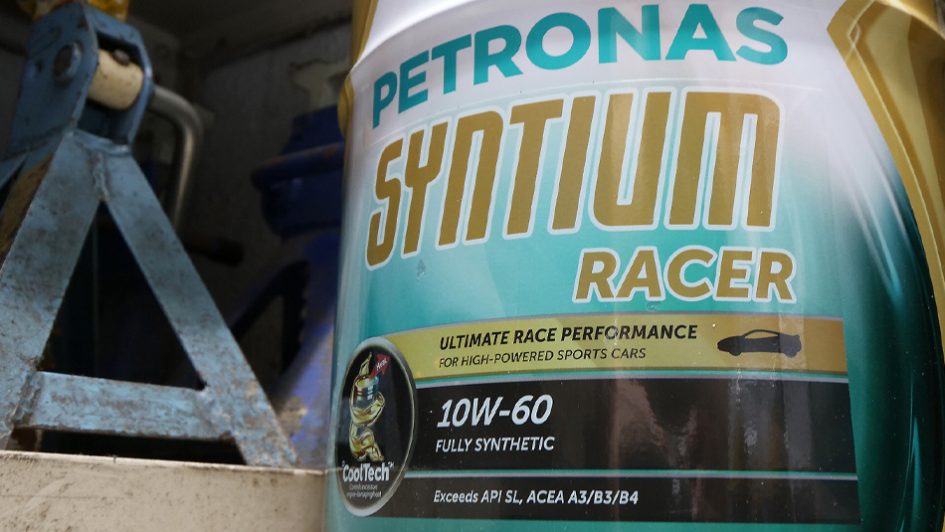 PETRONAS
SYNTIUM
RACER
ULTIMATE RACE PERFORMANCE
FOR HIGH-POWERED SPORTS CARS
10W-60
FULLY SYNTHETIC
CoolTech™
Exceeds API SL, ACEA A3/B3/B4